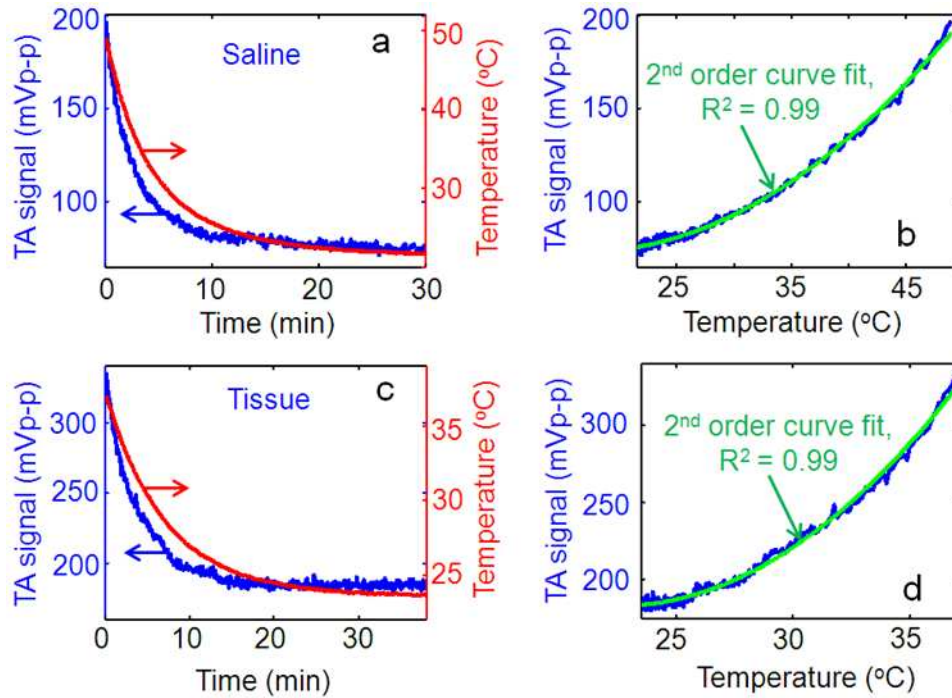 a
Saline
TA signal (mVp-p)
200
150
100
50
40
30
Temperature (ºC)
0
10
20
30
Time (min)
b
2nd order curve fit,
R² = 0.99
TA signal (mVp-p)
200
150
100
25
35
45
Temperature (ºC)
c
Tissue
TA signal (mVp-p)
300
250
200
35
30
24
Temperature (ºC)
0
10
20
30
Time (min)
d
2nd order curve fit,
R² = 0.99
TA signal (mVp-p)
300
250
200
25
30
35
Temperature (ºC)